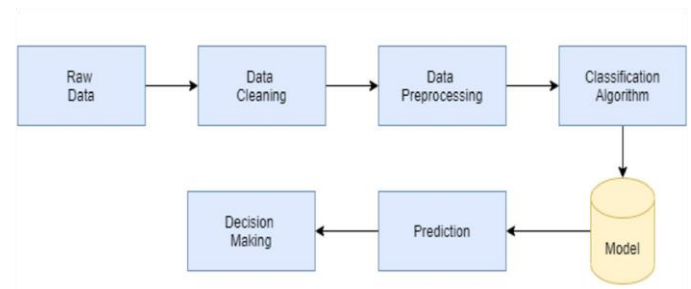 Raw
Data
Data
Cleaning
Data
Preprocessing
Classification
Algorithm
Decision
Making
Prediction
Model